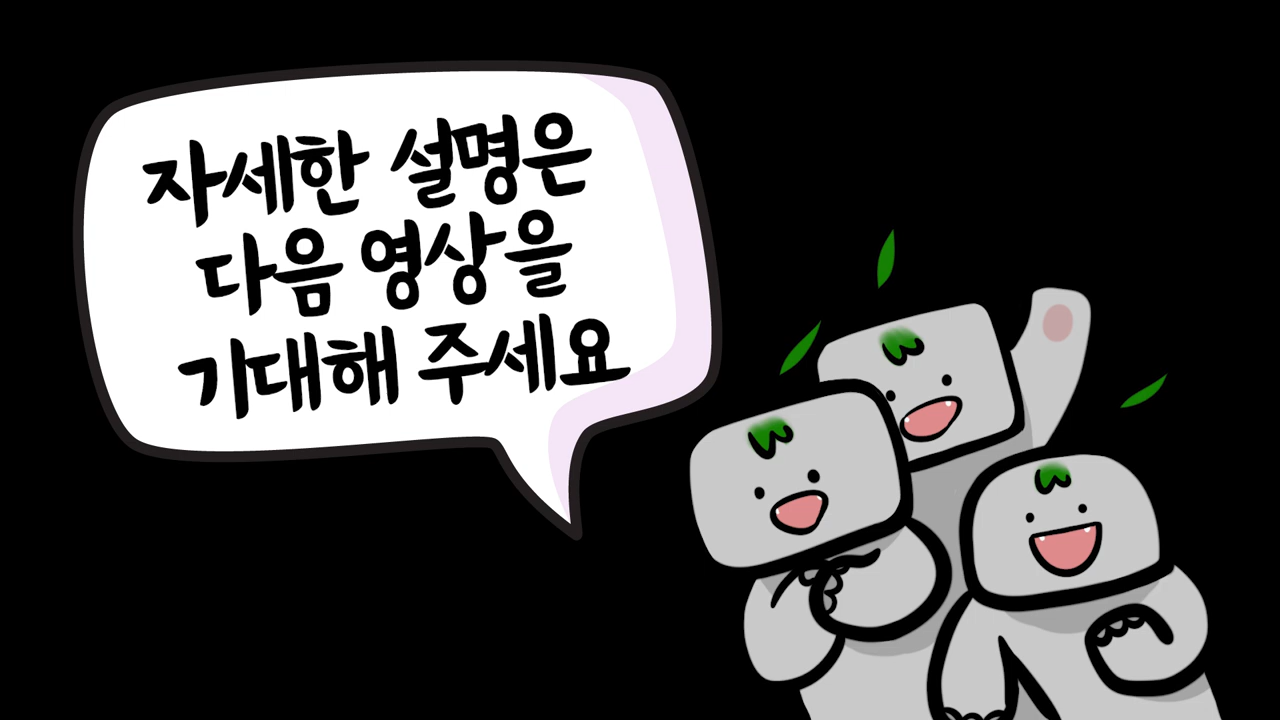 자세한 설명은
다음 영상을
기대해 주세요